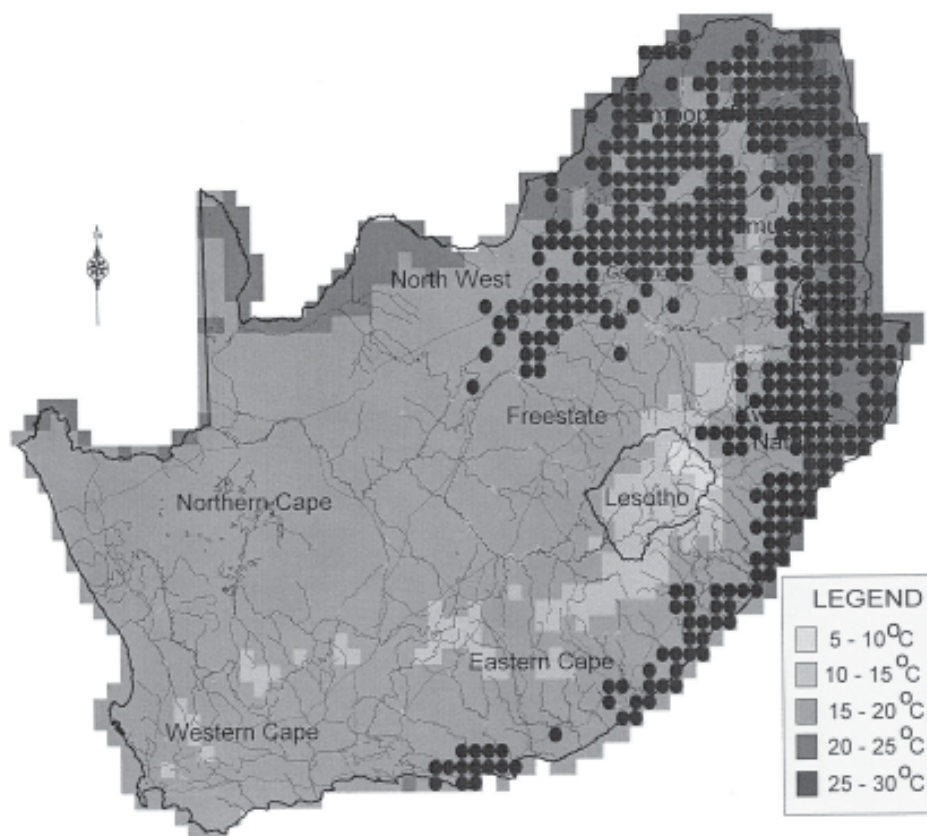 North West
Freestate
Lesotho
Northern Cape
Eastern Cape
Western Cape
LEGEND
5 - 10°C
10 - 15°C
15 - 20°C
20 - 25°C
25 - 30°C